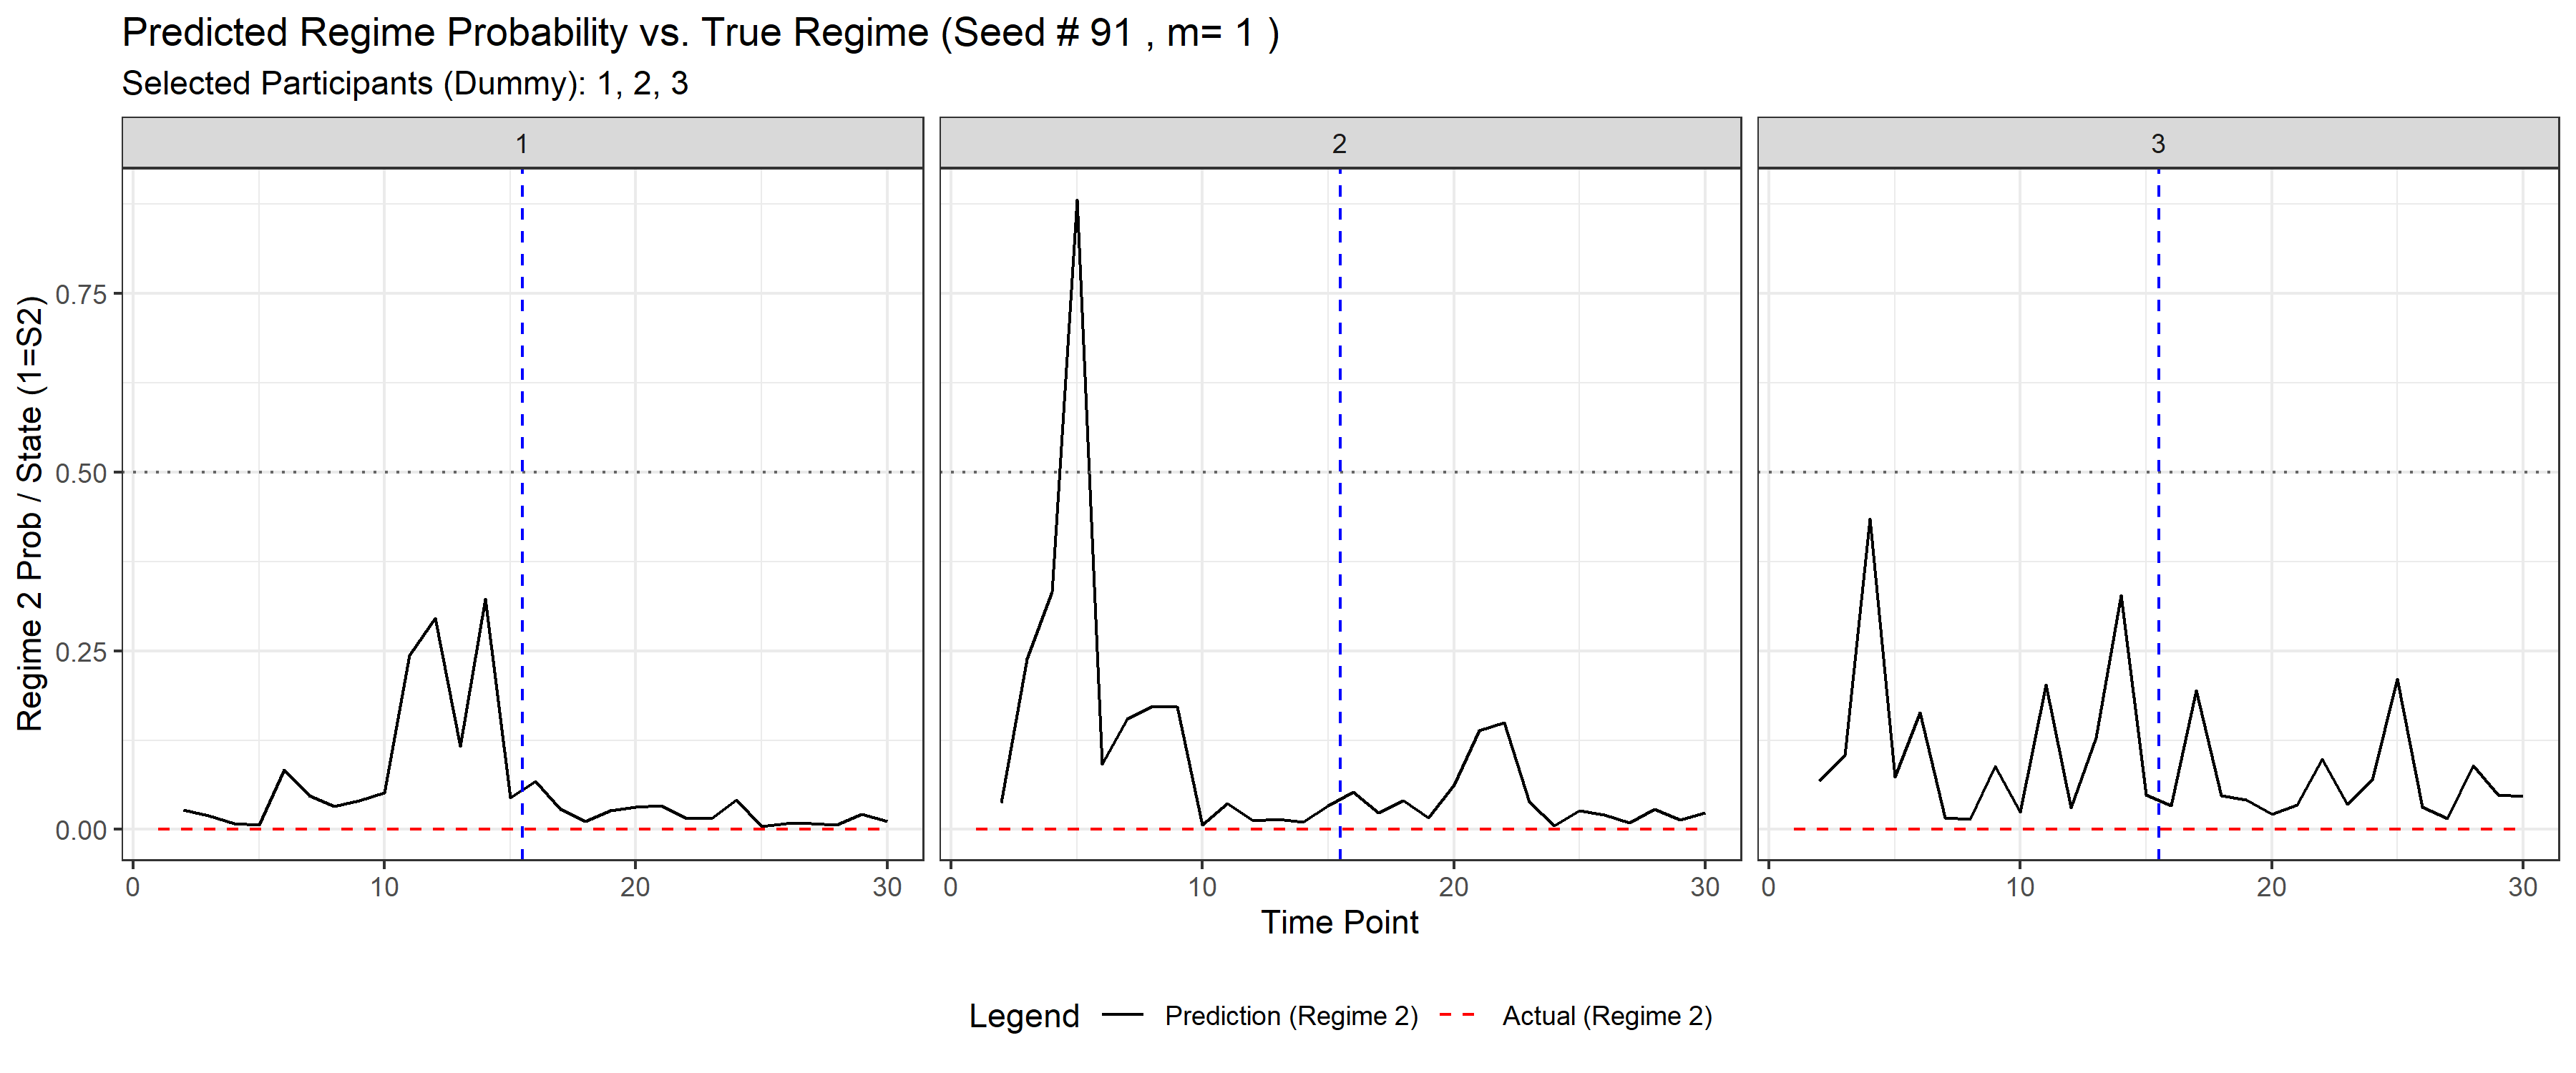 Predicted Regime Probability vs. True Regime (Seed # 91 , m= 1 )
Selected Participants (Dummy): 1, 2, 3
1
2
3
Regime 2 Prob / State (1=S2)
0.75
0.50
0.25
0.00
0 10 20 30
0 10 20 30
0 10 20 30
Time Point
Legend Prediction (Regime 2) Actual (Regime 2)